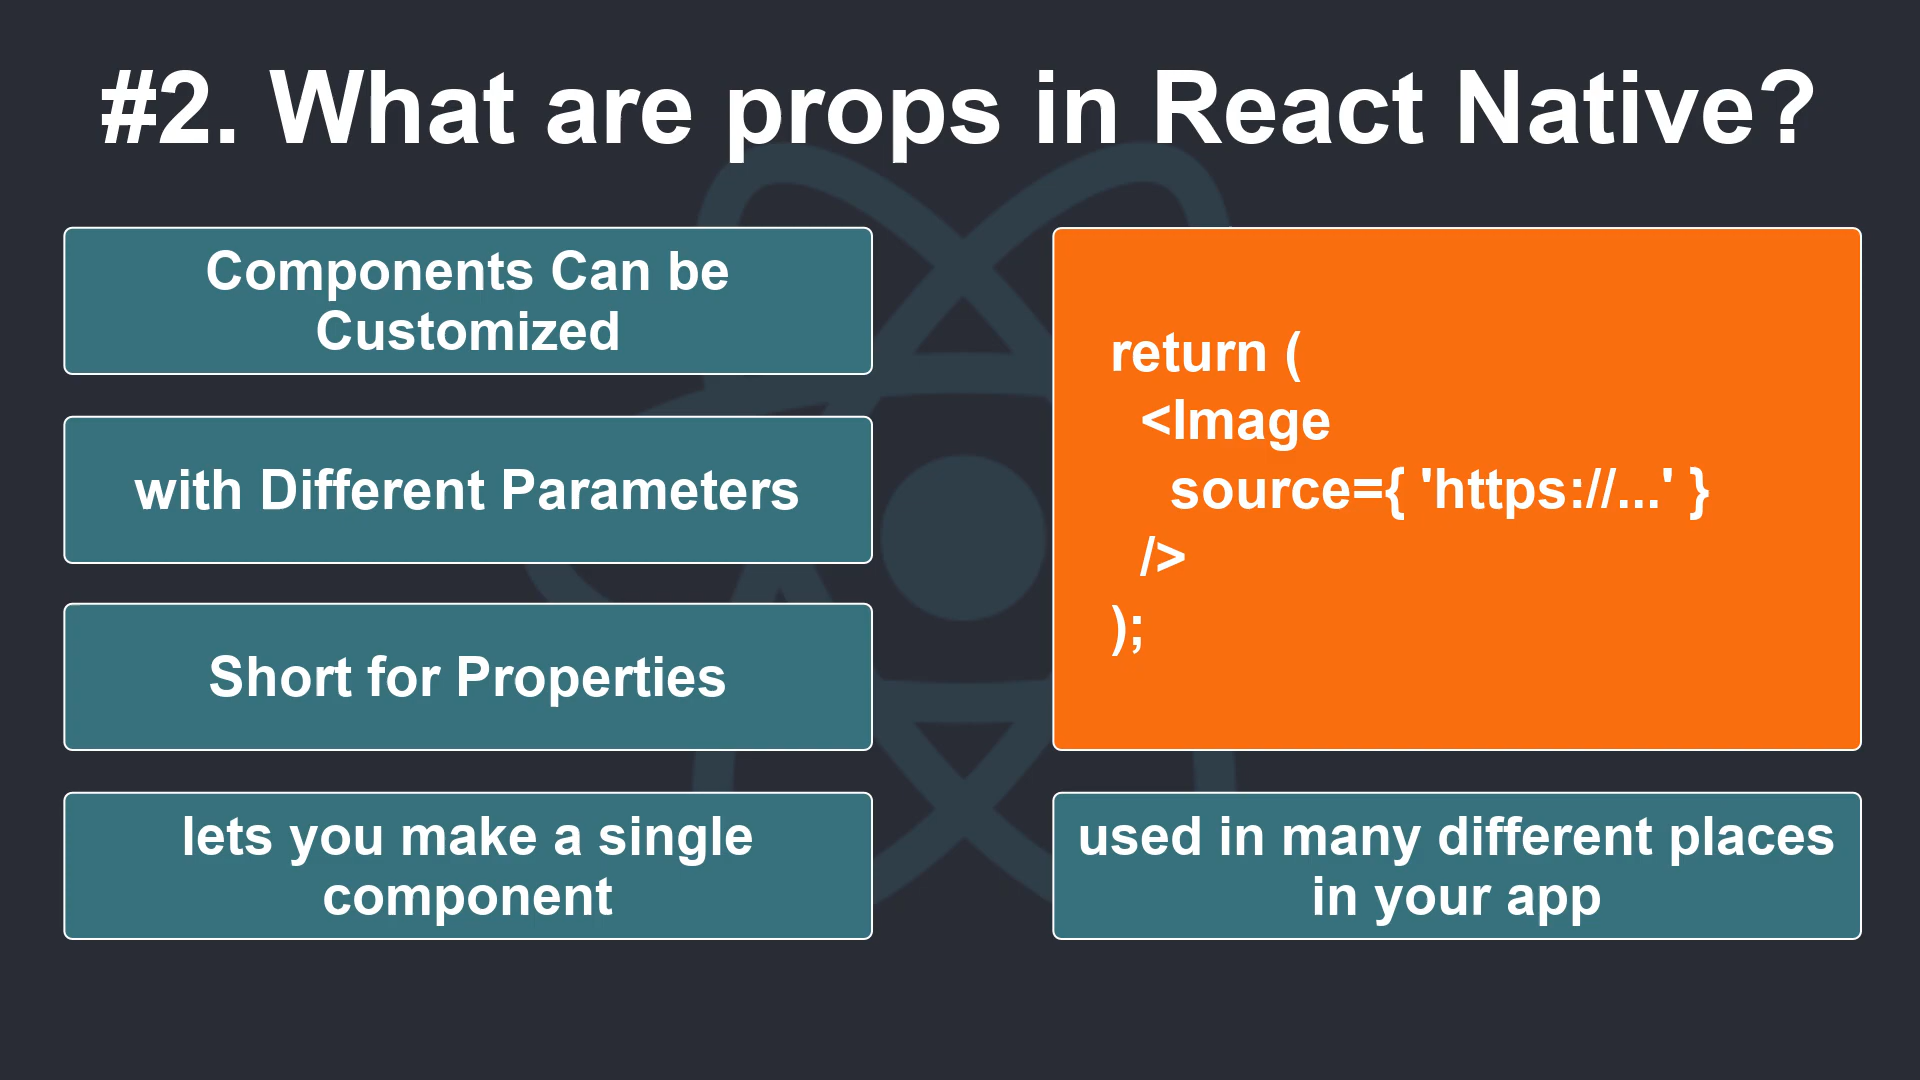 #2. What are props in React Native?
Components Can be
Customized
with Different Parameters
Short for Properties
lets you make a single
component
return (
<Image
source={ 'https://...' }
/>
);
used in many different places
in your app